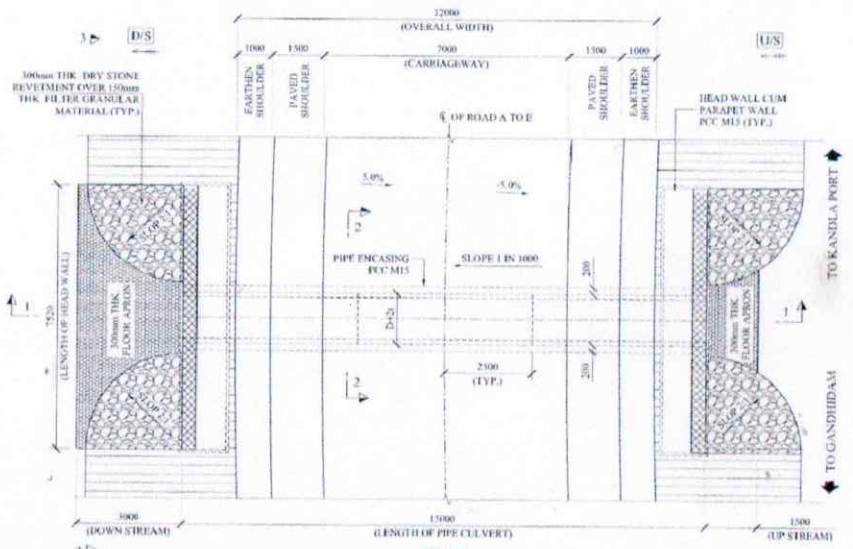 12000
(OVERALL WIDTH)
3
D/S
U/S
1000
1500
7000
(CARRIAGEWAY)
1500
1000
300mm THK. DRY STONE
REVETMENT OVER 150mm
THK FILTER GRANULAR
MATERIAL (TYP.)
EARTHEN
SHOULDER
PAVED
SHOULDER
℄ OF ROAD A TO E
PAVED
SHOULDER
EARTHEN
SHOULDER
HEAD WALL CUM
PARAPET WALL
PCC M15 (TYP.)
5.0%
-5.0%
TO KANDLA PORT
SLOPE
SLOPE
2
PIPE ENCASING
PCC M15
SLOPE 1 IN 1000
200
1
7520
(LENGTH OF HEAD WALL)
300mm THK
FLOOR APRON
D+2t
300mm THK
FLOOR APRON
1
2500
(TYP.)
200
2
SLOPE
SLOPE
TO GANDHIDAM
3000
(DOWN STREAM)
15000
(LENGTH OF PIPE CULVERT)
1500
(UP STREAM)